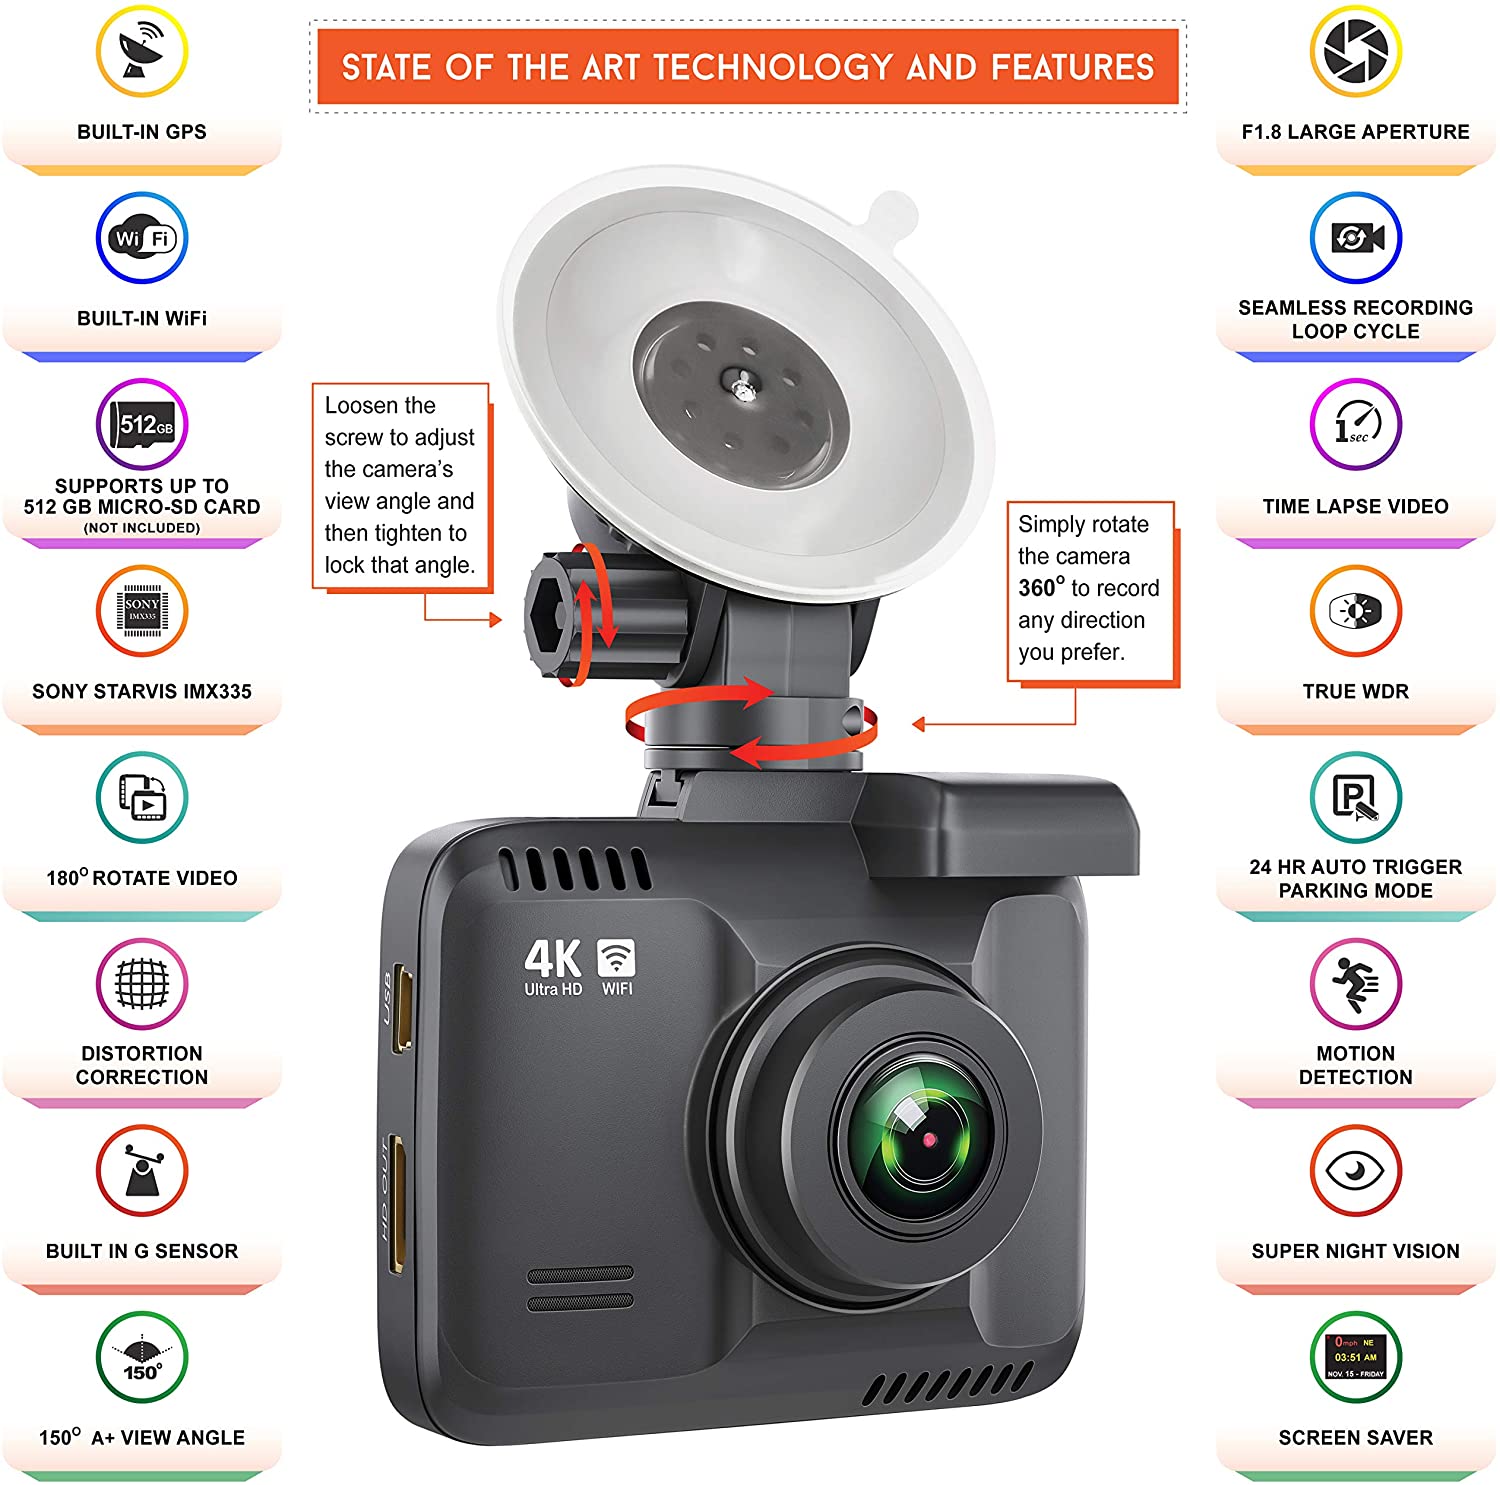 STATE OF THE ART TECHNOLOGY AND FEATURES
BUILT-IN GPS
Wi Fi
BUILT-IN WiFi
512GB
SUPPORTS UP TO
512 GB MICRO-SD CARD
(NOT INCLUDED)
SONY
IMX335
SONY STARVIS IMX335
180° ROTATE VIDEO
DISTORTION
CORRECTION
BUILT IN G SENSOR
150°
150° A+ VIEW ANGLE
Loosen the
screw to adjust
the camera's
view angle and
then tighten to
lock that angle.
Simply rotate
the camera
360° to record
any direction
you prefer.
4K
Ultra HD
WIFI
USB
HD OUT
F1.8 LARGE APERTURE
SEAMLESS RECORDING
LOOP CYCLE
1 sec
TIME LAPSE VIDEO
TRUE WDR
P
24 HR AUTO TRIGGER
PARKING MODE
MOTION
DETECTION
SUPER NIGHT VISION
0mph NE
03:51 AM
NOV. 15 - FRIDAY
SCREEN SAVER